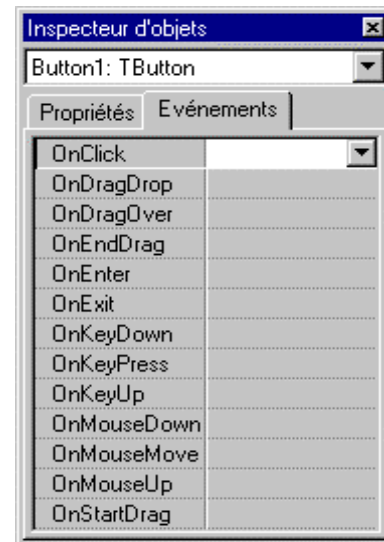 Inspecteur d'objets
Button1: TButton
Propriétés Evénements
OnClick
OnDragDrop
OnDragOver
OnEndDrag
OnEnter
OnExit
OnKeyDown
OnKeyPress
OnKeyUp
OnMouseDown
OnMouseMove
OnMouseUp
OnStartDrag